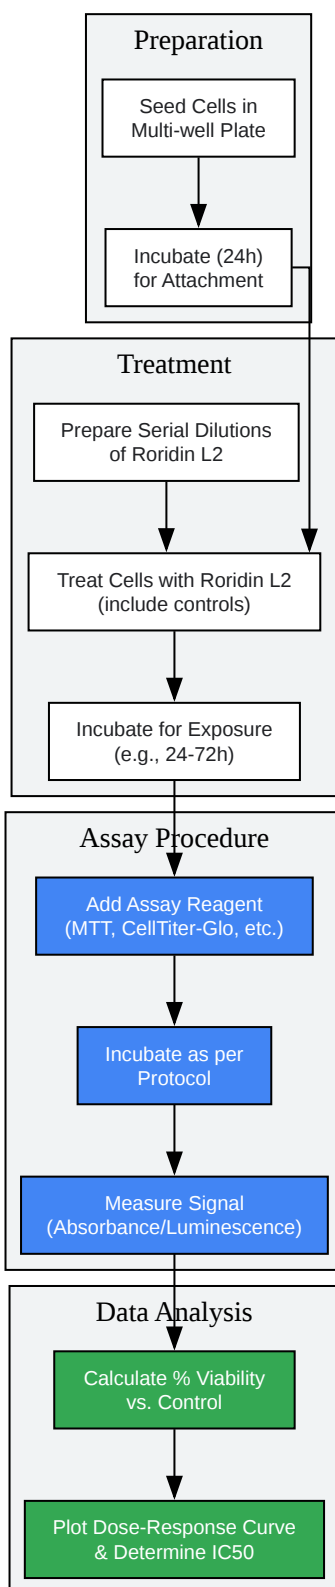 Preparation
Seed Cells in
Multi-well Plate
Incubate (24h)
for Attachment
Treatment
Prepare Serial Dilutions
of Roridin L2
Treat Cells with Roridin L2
(include controls)
Incubate for Exposure
(e.g., 24-72h)
Assay Procedure
Add Assay Reagent
(MTT, CellTiter-Glo, etc.)
Incubate as per
Protocol
Measure Signal
(Absorbance/Luminescence)
Data Analysis
Calculate % Viability
vs. Control
Plot Dose-Response Curve
& Determine IC50